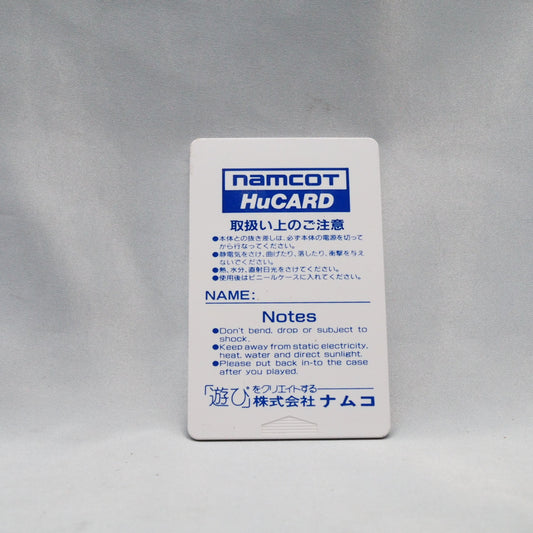 namcot
HuCARD
取扱い上のご注意
●本体との抜き差しは、必ず本体の電源を切って
から行なってください。
●静電気をさけ、曲げたり、落したり、衝撃を与え
ないでください。
●熱、水分、直射日光をさけてください。
●使用後はビニールケースに入れてください。
NAME:
Notes
●Don't bend, drop or subject to
shock.
●Keep away from static electricity,
heat, water and direct sunlight.
●Please put back in-to the case
after you played.
「遊び」をクリエイトする
株式会社 ナムコ